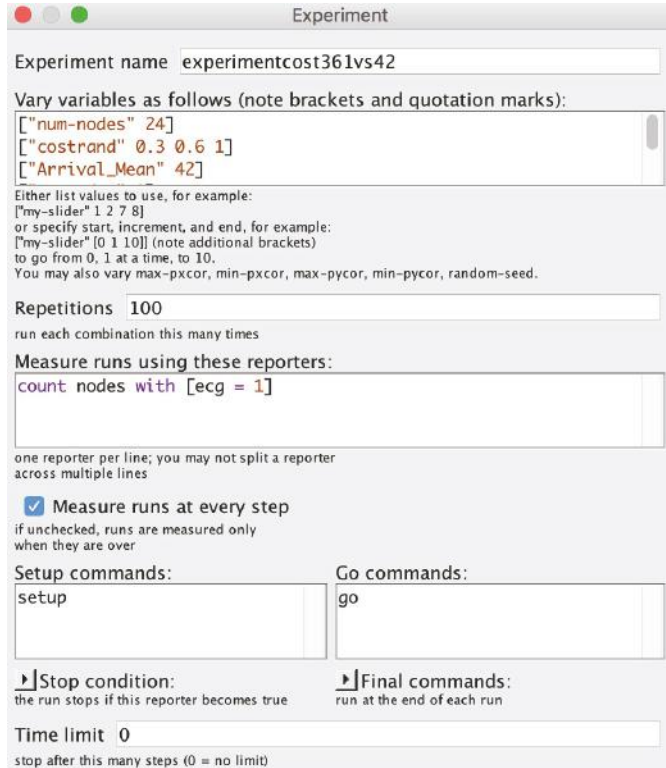 Experiment
Experiment name experimentcost361vs42
Vary variables as follows (note brackets and quotation marks):
["num-nodes" 24]
["costrand" 0.3 0.6 1]
["Arrival_Mean" 42]
Either list values to use, for example:
["my-slider" 1 2 7 8]
or specify start, increment, and end, for example:
["my-slider" [0 1 10]] (note additional brackets)
to go from 0, 1 at a time, to 10.
You may also vary max-pxcor, min-pxcor, max-pycor, min-pycor, random-seed.
Repetitions 100
run each combination this many times
Measure runs using these reporters:
count nodes with [ecg = 1]
one reporter per line; you may not split a reporter
across multiple lines
Measure runs at every step
if unchecked, runs are measured only
when they are over
Setup commands: Go commands:
setup go
Stop condition: Final commands:
the run stops if this reporter becomes true run at the end of each run
Time limit 0
stop after this many steps (0 = no limit)